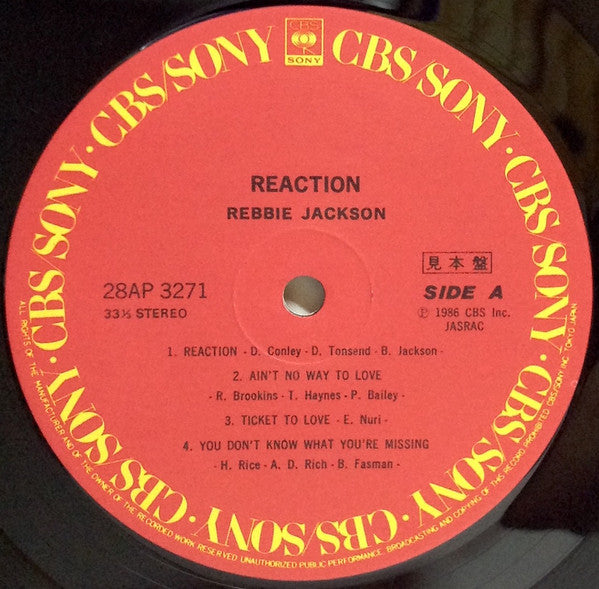 CBS
SONY
CBS/SONY · CBS/SONY · CBS/SONY · CBS/SONY · CBS/SONY · CBS/SONY · CBS/SONY · CBS/SONY ·
REACTION
REBBIE JACKSON
28AP 3271
33⅓ STEREO
見本盤
SIDE A
Ⓟ 1986 CBS Inc.
JASRAC
1. REACTION - D. Conley - D. Tonsend - B. Jackson -
2. AIN'T NO WAY TO LOVE
- R. Brookins - T. Haynes - P. Bailey -
3. TICKET TO LOVE - E. Nuri -
4. YOU DON'T KNOW WHAT YOU'RE MISSING
- H. Rice - A. D. Rich - B. Fasman -
ALL RIGHTS OF THE MANUFACTURER AND OF THE OWNER OF THE RECORDED WORK RESERVED UNAUTHORIZED PUBLIC PERFORMANCE, BROADCASTING AND COPYING OF THIS RECORD PROHIBITED CBS/SONY INC. TOKYO JAPAN